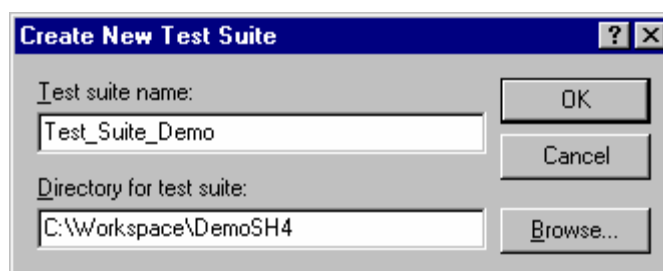 Create New Test Suite
Test suite name:
OK
Test_Suite_Demo
Cancel
Directory for test suite:
C:\Workspace\DemoSH4
Browse...